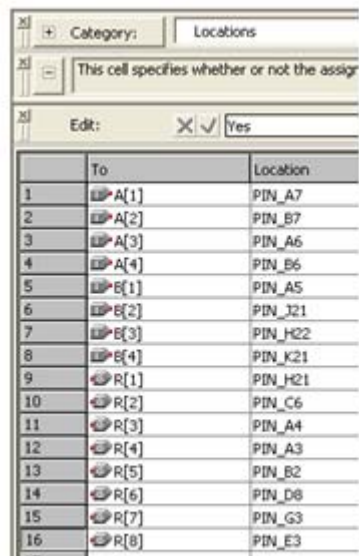 Category: Locations
This cell specifies whether or not the assig
Edit: Yes
To Location
1 A[1] PIN_A7
2 A[2] PIN_B7
3 A[3] PIN_A6
4 A[4] PIN_B6
5 B[1] PIN_A5
6 B[2] PIN_J21
7 B[3] PIN_H22
8 B[4] PIN_K21
9 R[1] PIN_H21
10 R[2] PIN_C6
11 R[3] PIN_A4
12 R[4] PIN_A3
13 R[5] PIN_B2
14 R[6] PIN_D8
15 R[7] PIN_G3
16 R[8] PIN_E3